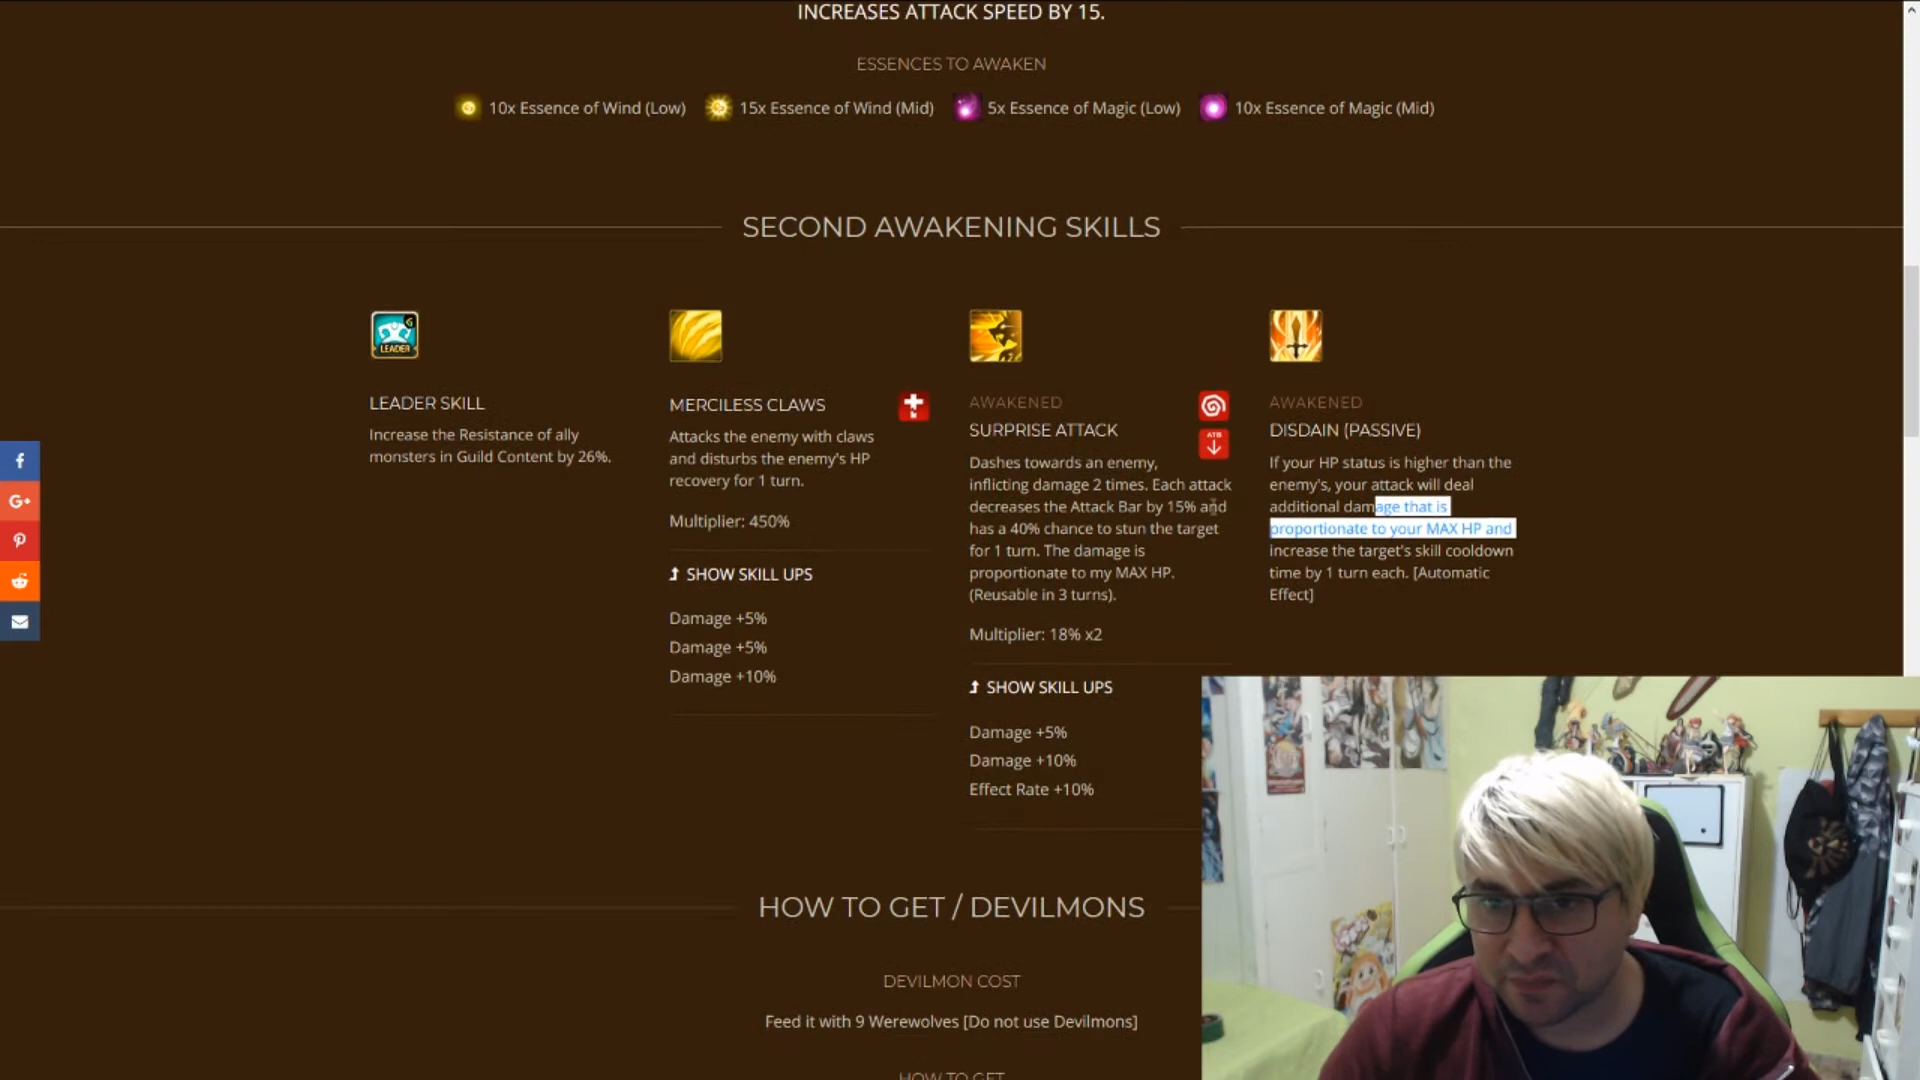 INCREASES ATTACK SPEED BY 15.
ESSENCES TO AWAKEN
10x Essence of Wind (Low) 15x Essence of Wind (Mid) 5x Essence of Magic (Low) 10x Essence of Magic (Mid)
SECOND AWAKENING SKILLS
G
LEADER
LEADER SKILL
Increase the Resistance of ally
monsters in Guild Content by 26%.
MERCILESS CLAWS
Attacks the enemy with claws
and disturbs the enemy's HP
recovery for 1 turn.
Multiplier: 450%
SHOW SKILL UPS
Damage +5%
Damage +5%
Damage +10%
AWAKENED
SURPRISE ATTACK
ATB
Dashes towards an enemy,
inflicting damage 2 times. Each attack
decreases the Attack Bar by 15% and
has a 40% chance to stun the target
for 1 turn. The damage is
proportionate to my MAX HP.
(Reusable in 3 turns).
Multiplier: 18% x2
SHOW SKILL UPS
Damage +5%
Damage +10%
Effect Rate +10%
AWAKENED
DISDAIN (PASSIVE)
If your HP status is higher than the
enemy's, your attack will deal
additional damage that is
proportionate to your MAX HP and
increase the target's skill cooldown
time by 1 turn each. [Automatic
Effect]
f
G+
HOW TO GET / DEVILMONS
DEVILMON COST
Feed it with 9 Werewolves [Do not use Devilmons]
HOW TO GET